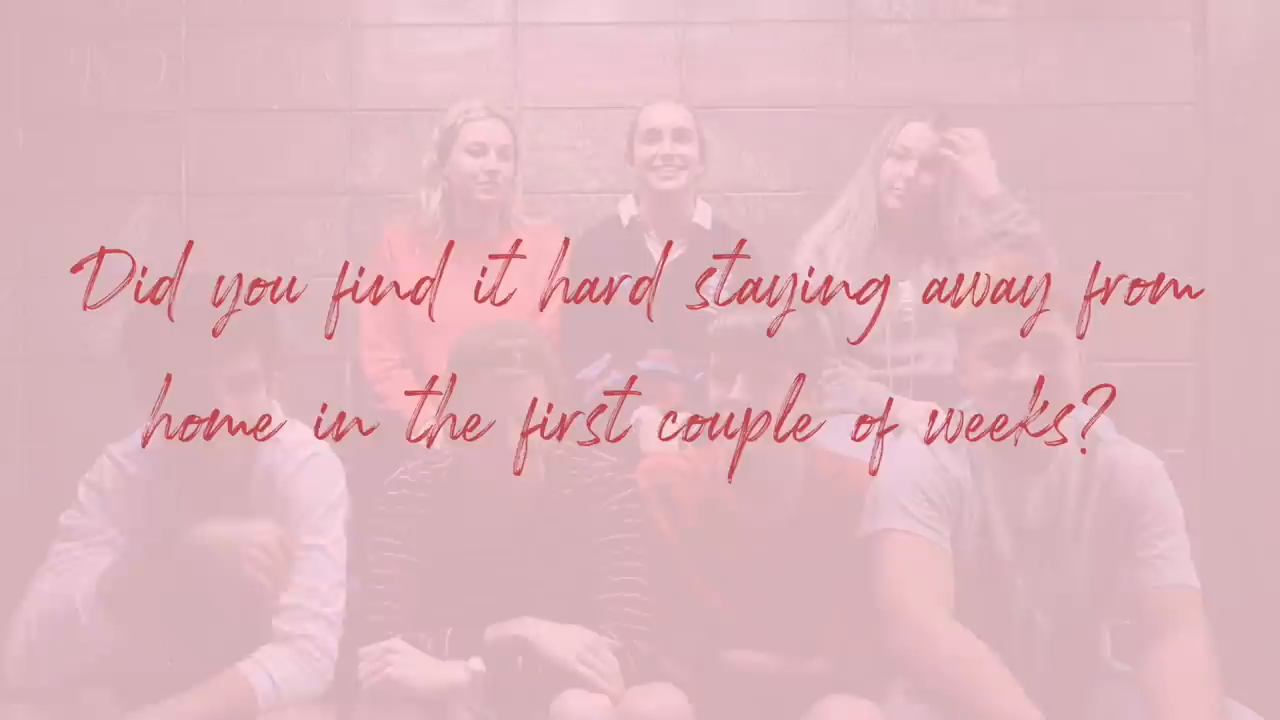 Did you find it hard staying away from
home in the first couple of weeks?